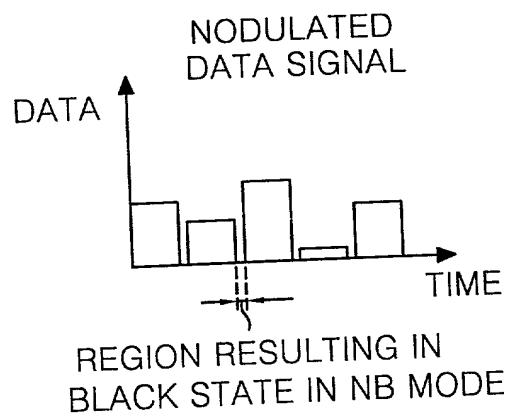 NODULATED
DATA SIGNAL
DATA
TIME
REGION RESULTING IN
BLACK STATE IN NB MODE